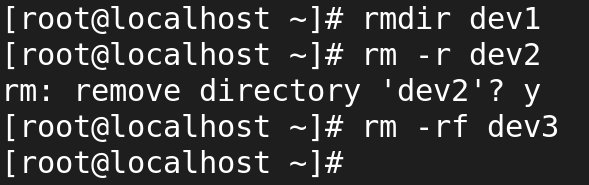 [root@localhost ~]# rmdir dev1
[root@localhost ~]# rm -r dev2
rm: remove directory 'dev2'? y
[root@localhost ~]# rm -rf dev3
[root@localhost ~]#